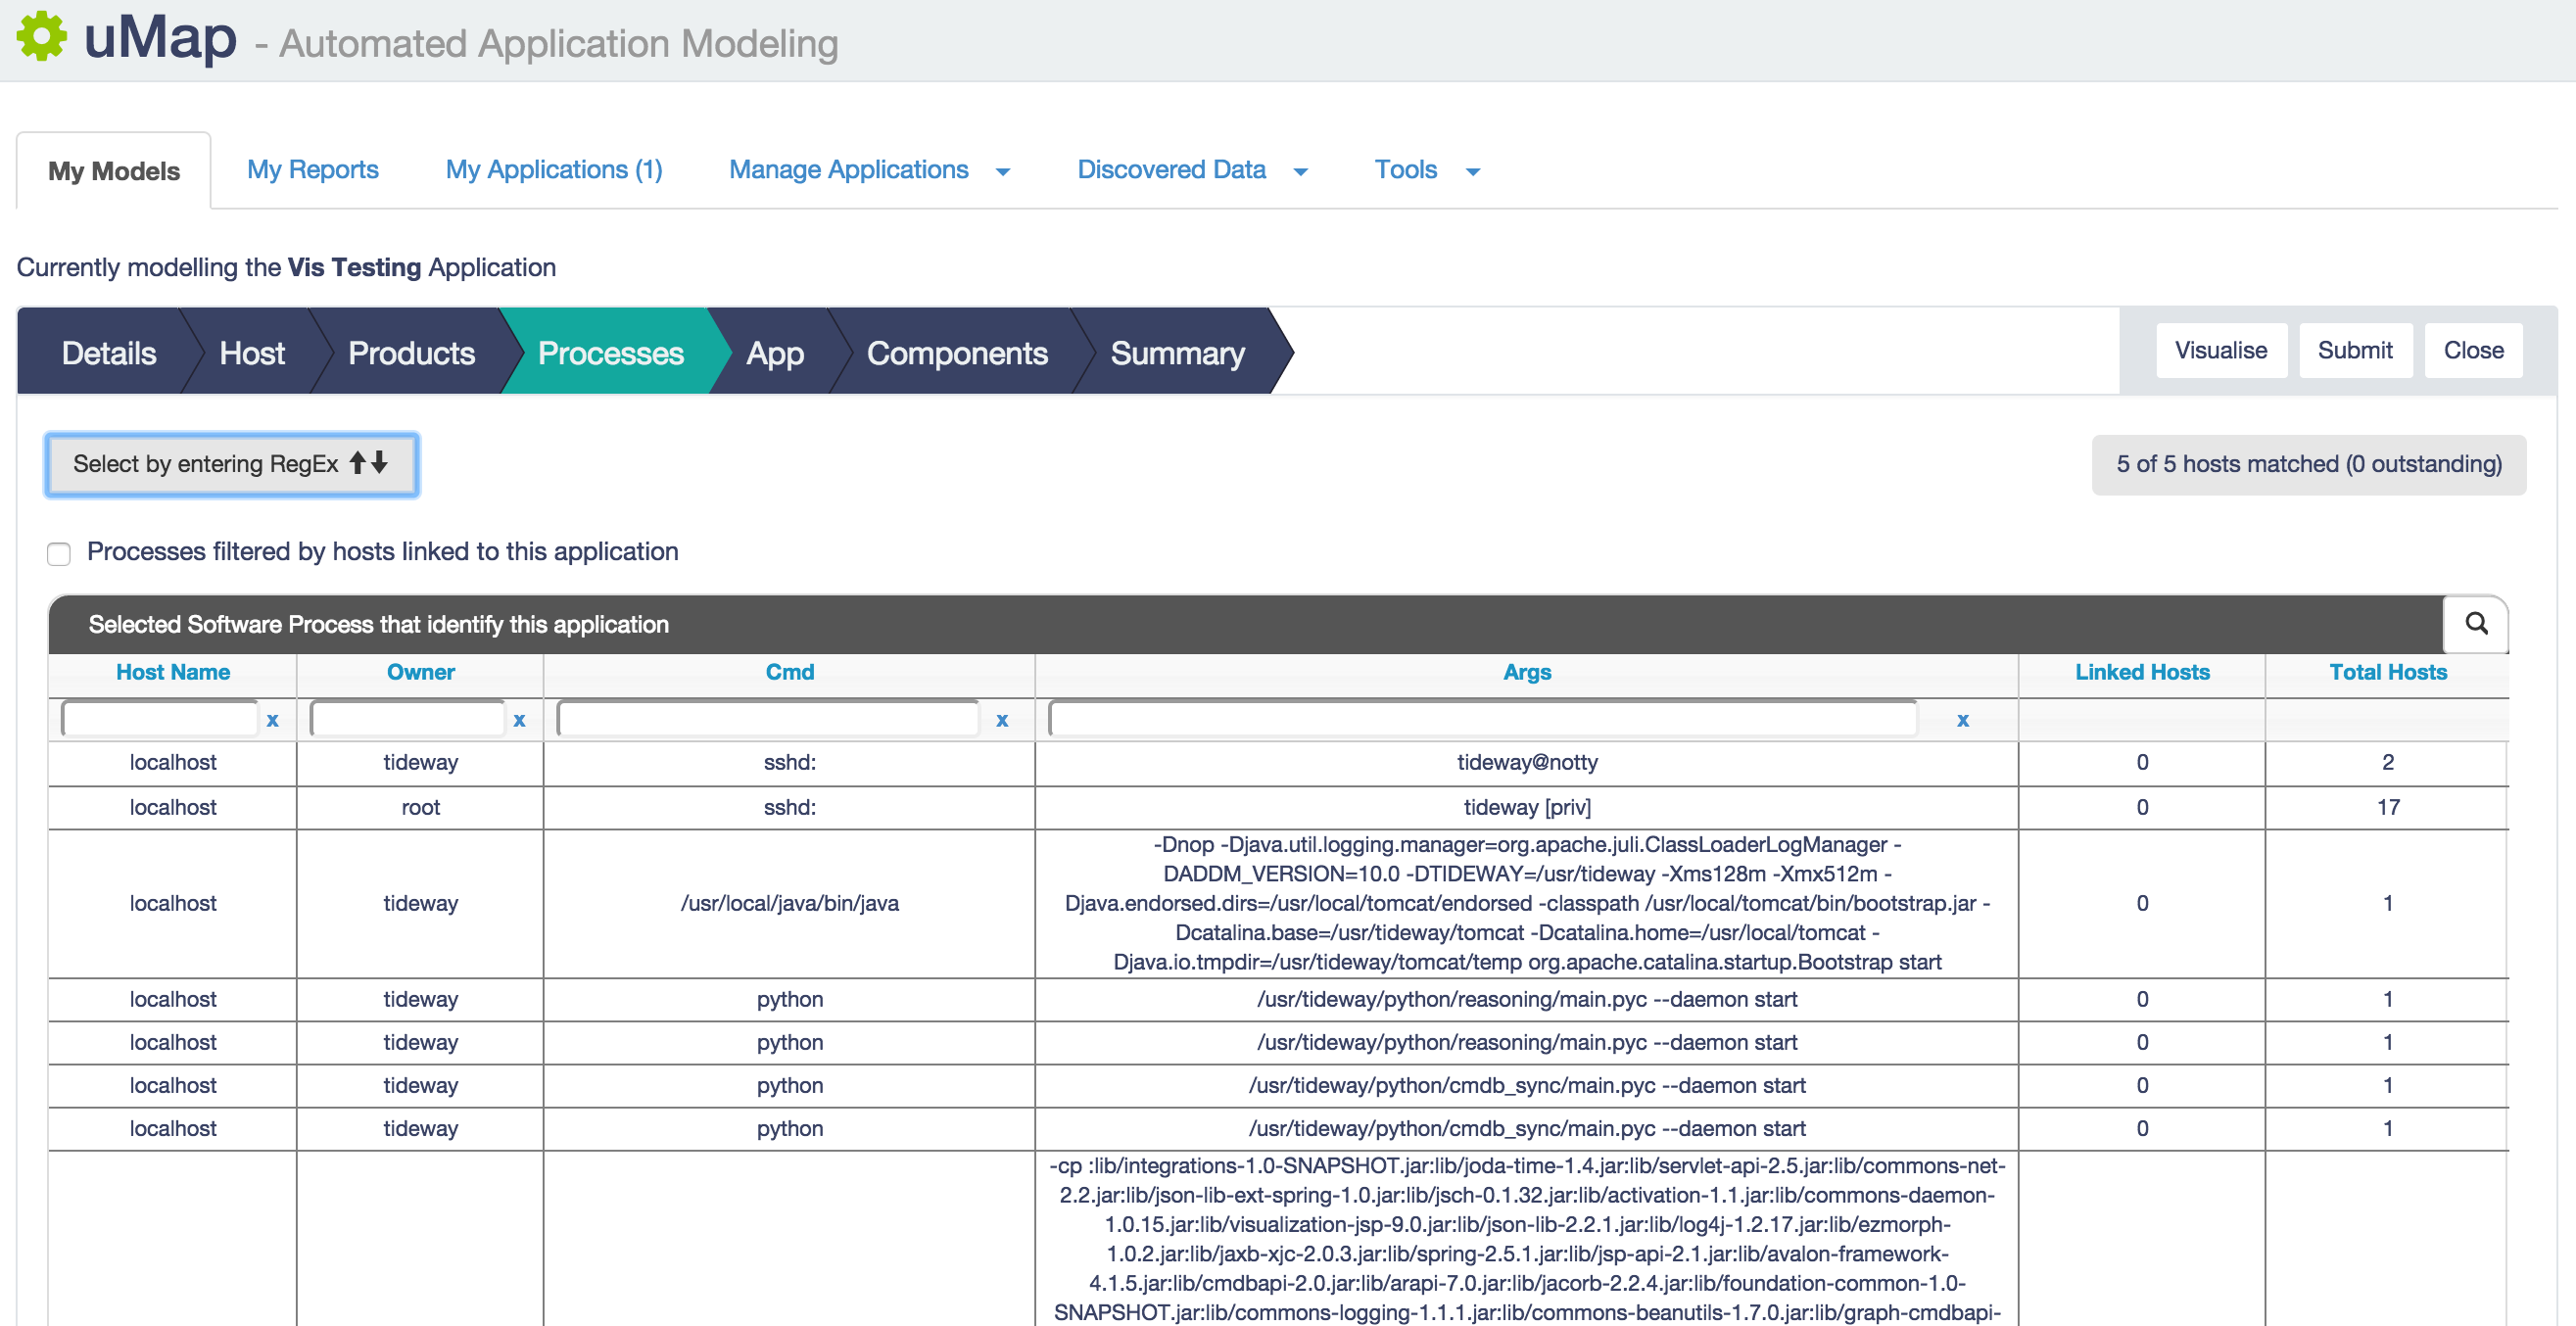 uMap - Automated Application Modeling
My Models My Reports My Applications (1) Manage Applications Discovered Data Tools
Currently modelling the Vis Testing Application
Details Host Products Processes App Components Summary Visualise Submit Close
Select by entering RegEx 5 of 5 hosts matched (0 outstanding)
Processes filtered by hosts linked to this application
Selected Software Process that identify this application
Host Name Owner Cmd Args Linked Hosts Total Hosts
x x x x
localhost tideway sshd: tideway@notty 0 2
localhost root sshd: tideway [priv] 0 17
-Dnop -Djava.util.logging.manager=org.apache.juli.ClassLoaderLogManager -
DADDM_VERSION=10.0 -DTIDEWAY=/usr/tideway -Xms128m -Xmx512m -
localhost tideway /usr/local/java/bin/java Djava.endorsed.dirs=/usr/local/tomcat/endorsed -classpath /usr/local/tomcat/bin/bootstrap.jar - 0 1
Dcatalina.base=/usr/tideway/tomcat -Dcatalina.home=/usr/local/tomcat -
Djava.io.tmpdir=/usr/tideway/tomcat/temp org.apache.catalina.startup.Bootstrap start
localhost tideway python /usr/tideway/python/reasoning/main.pyc --daemon start 0 1
localhost tideway python /usr/tideway/python/reasoning/main.pyc --daemon start 0 1
localhost tideway python /usr/tideway/python/cmdb_sync/main.pyc --daemon start 0 1
localhost tideway python /usr/tideway/python/cmdb_sync/main.pyc --daemon start 0 1
-cp :lib/integrations-1.0-SNAPSHOT.jar:lib/joda-time-1.4.jar:lib/servlet-api-2.5.jar:lib/commons-net-
2.2.jar:lib/json-lib-ext-spring-1.0.jar:lib/jsch-0.1.32.jar:lib/activation-1.1.jar:lib/commons-daemon-
1.0.15.jar:lib/visualization-jsp-9.0.jar:lib/json-lib-2.2.1.jar:lib/log4j-1.2.17.jar:lib/ezmorph-
1.0.2.jar:lib/jaxb-xjc-2.0.3.jar:lib/spring-2.5.1.jar:lib/jsp-api-2.1.jar:lib/avalon-framework-
4.1.5.jar:lib/cmdbapi-2.0.jar:lib/arapi-7.0.jar:lib/jacorb-2.2.4.jar:lib/foundation-common-1.0-
SNAPSHOT.jar:lib/commons-logging-1.1.1.jar:lib/commons-beanutils-1.7.0.jar:lib/graph-cmdbapi-